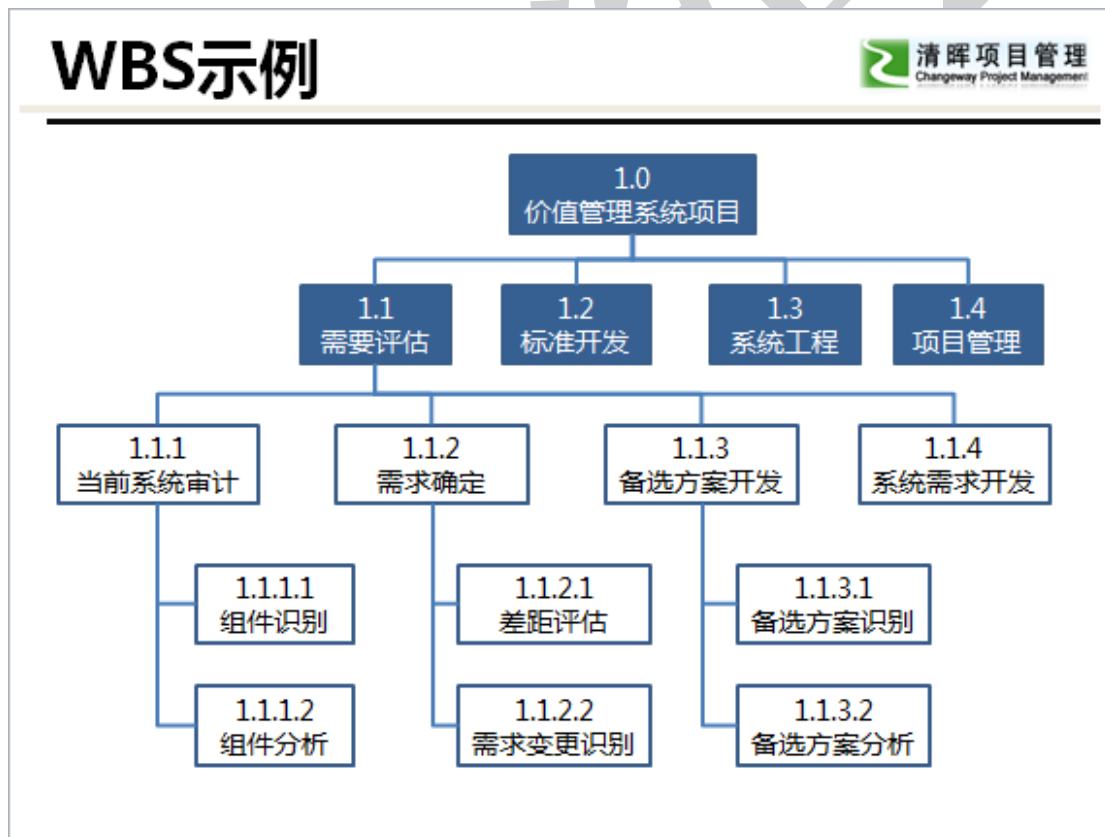 WBS示例
清晖项目管理
Changeway Project Management
1.0
价值管理系统项目
1.1
需要评估
1.2
标准开发
1.3
系统工程
1.4
项目管理
1.1.1
当前系统审计
1.1.2
需求确定
1.1.3
备选方案开发
1.1.4
系统需求开发
1.1.1.1
组件识别
1.1.2.1
差距评估
1.1.3.1
备选方案识别
1.1.1.2
组件分析
1.1.2.2
需求变更识别
1.1.3.2
备选方案分析